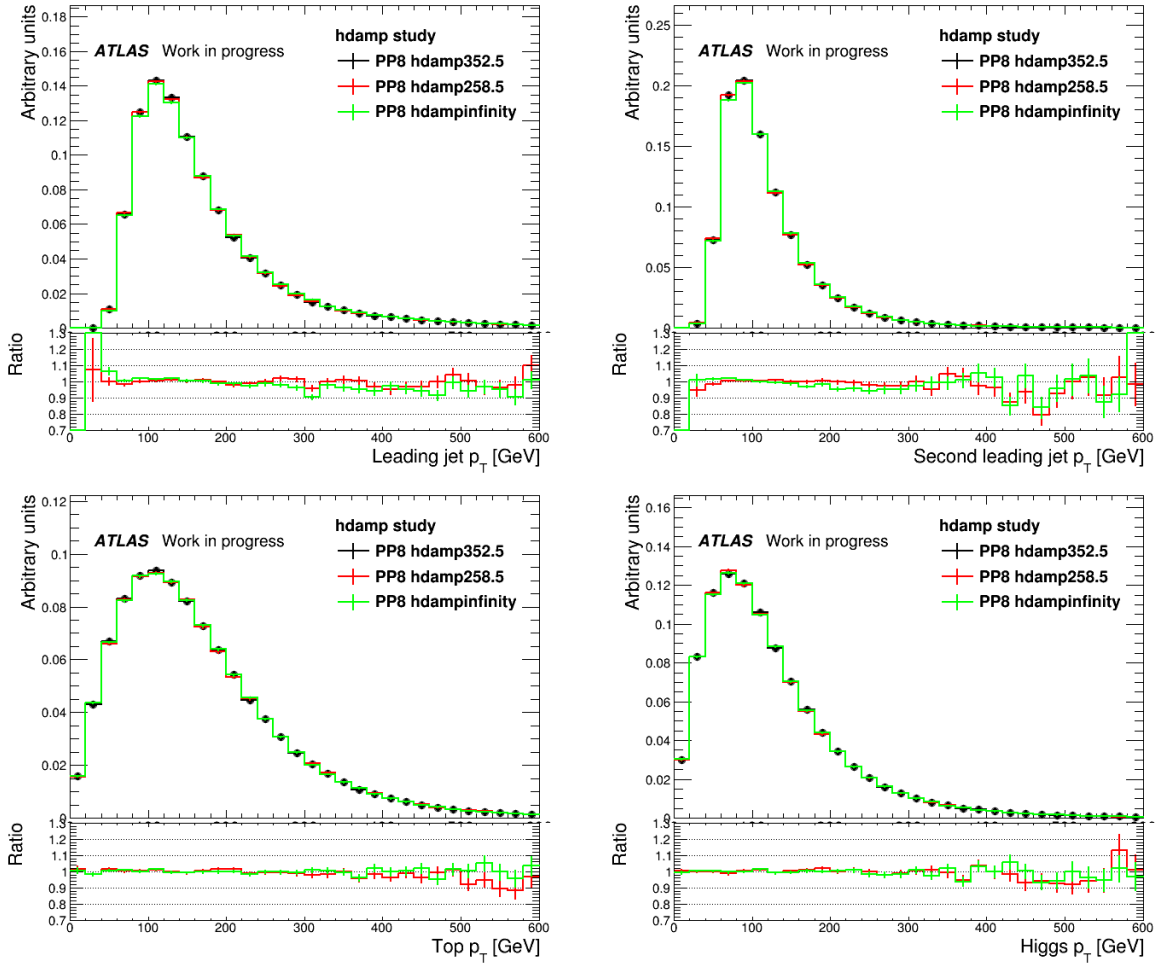 Arbitrary units
0.18
0.16
0.14
0.12
0.1
0.08
0.06
0.04
0.02
0
ATLAS Work in progress
hdamp study
PP8 hdamp352.5
PP8 hdamp258.5
PP8 hdampinfinity
Ratio
1.3
1.2
1.1
1
0.9
0.8
0.7
0 100 200 300 400 500 600
Leading jet p_T [GeV]
Arbitrary units
0.25
0.2
0.15
0.1
0.05
0
ATLAS Work in progress
hdamp study
PP8 hdamp352.5
PP8 hdamp258.5
PP8 hdampinfinity
Ratio
1.3
1.2
1.1
1
0.9
0.8
0.7
0 100 200 300 400 500 600
Second leading jet p_T [GeV]
Arbitrary units
0.12
0.1
0.08
0.06
0.04
0.02
0
ATLAS Work in progress
hdamp study
PP8 hdamp352.5
PP8 hdamp258.5
PP8 hdampinfinity
Ratio
1.3
1.2
1.1
1
0.9
0.8
0.7
0 100 200 300 400 500 600
Top p_T [GeV]
Arbitrary units
0.16
0.14
0.12
0.1
0.08
0.06
0.04
0.02
0
ATLAS Work in progress
hdamp study
PP8 hdamp352.5
PP8 hdamp258.5
PP8 hdampinfinity
Ratio
1.3
1.2
1.1
1
0.9
0.8
0.7
0 100 200 300 400 500 600
Higgs p_T [GeV]